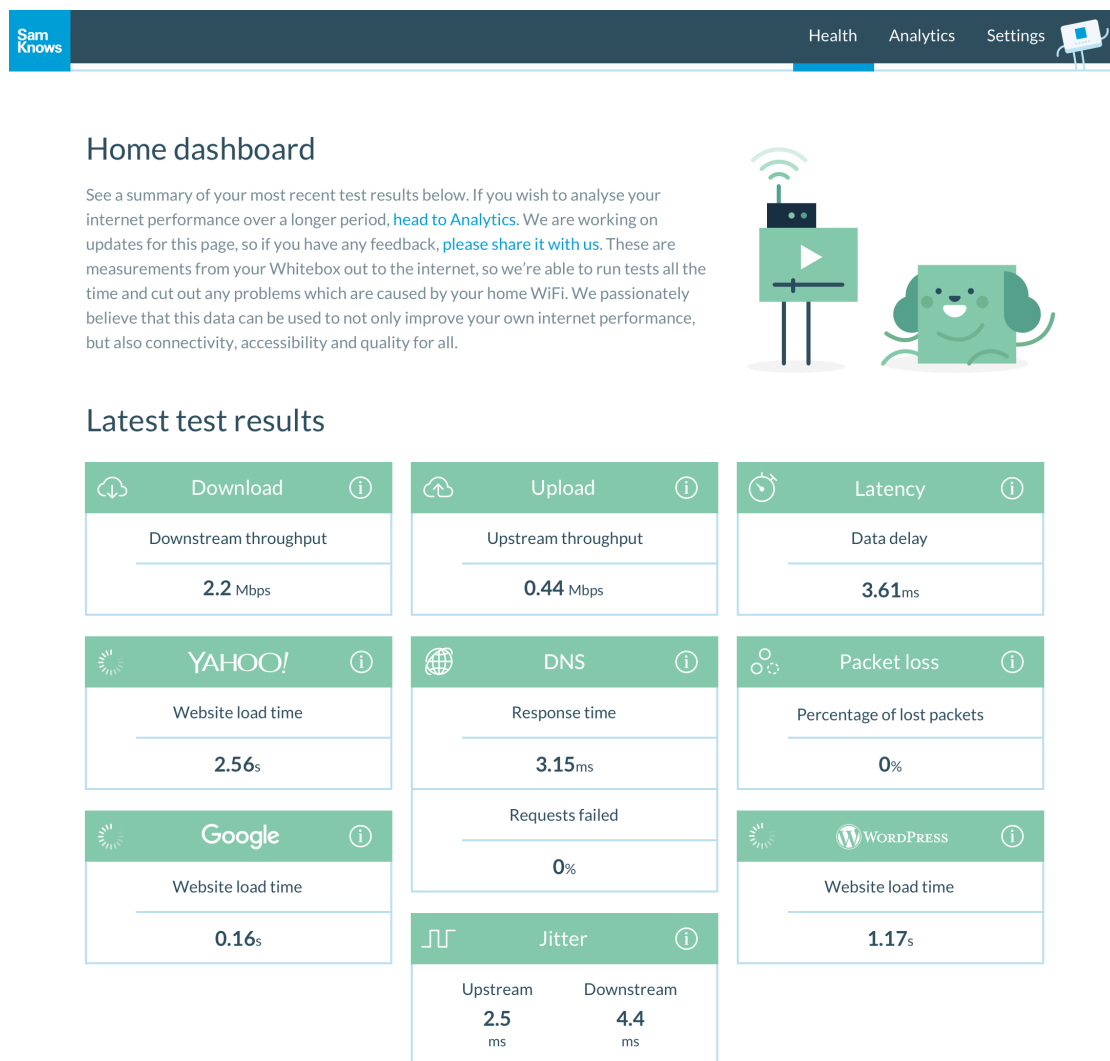 Sam
Knows
Health
Analytics
Settings
Home dashboard
See a summary of your most recent test results below. If you wish to analyse your
internet performance over a longer period, head to Analytics. We are working on
updates for this page, so if you have any feedback, please share it with us. These are
measurements from your Whitebox out to the internet, so we’re able to run tests all the
time and cut out any problems which are caused by your home WiFi. We passionately
believe that this data can be used to not only improve your own internet performance,
but also connectivity, accessibility and quality for all.
Latest test results
Download
Downstream throughput
2.2 Mbps
Upload
Upstream throughput
0.44 Mbps
Latency
Data delay
3.61ms
YAHOO!
Website load time
2.56s
DNS
Response time
3.15ms
Requests failed
0%
Packet loss
Percentage of lost packets
0%
Google
Website load time
0.16s
WORDPRESS
Website load time
1.17s
Jitter
Upstream
2.5
ms
Downstream
4.4
ms